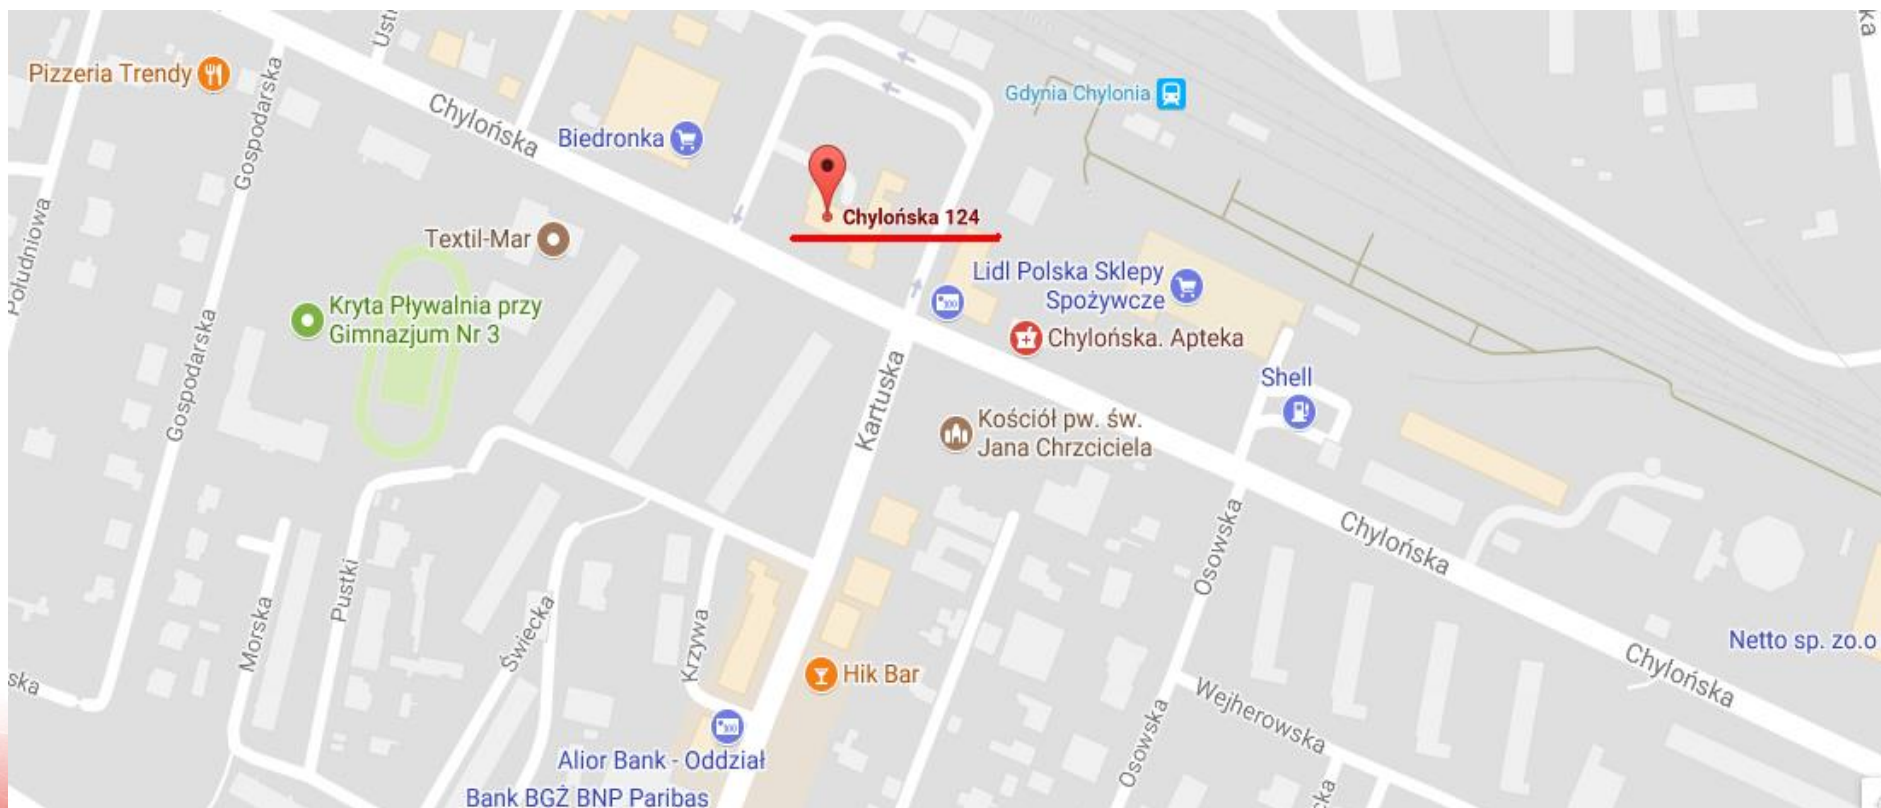 Pizzeria Trendy
Gospodarska
Chylońska
Biedronka
Gdynia Chylonia
Chylońska 124
Południowa
Textil-Mar
Kryta Pływalnia przy
Gimnazjum Nr 3
Lidl Polska Sklepy
Spożywcze
Chylońska. Apteka
Gospodarska
Kartuska
Shell
Kościół pw. św.
Jana Chrzciciela
Chylońska
Osowska
Pustki
Morska
Świecka
Krzywa
Hik Bar
Netto sp. zo.o
Chylońska
Wejherowska
Osowska
Alior Bank - Oddział
Bank BGŻ BNP Paribas